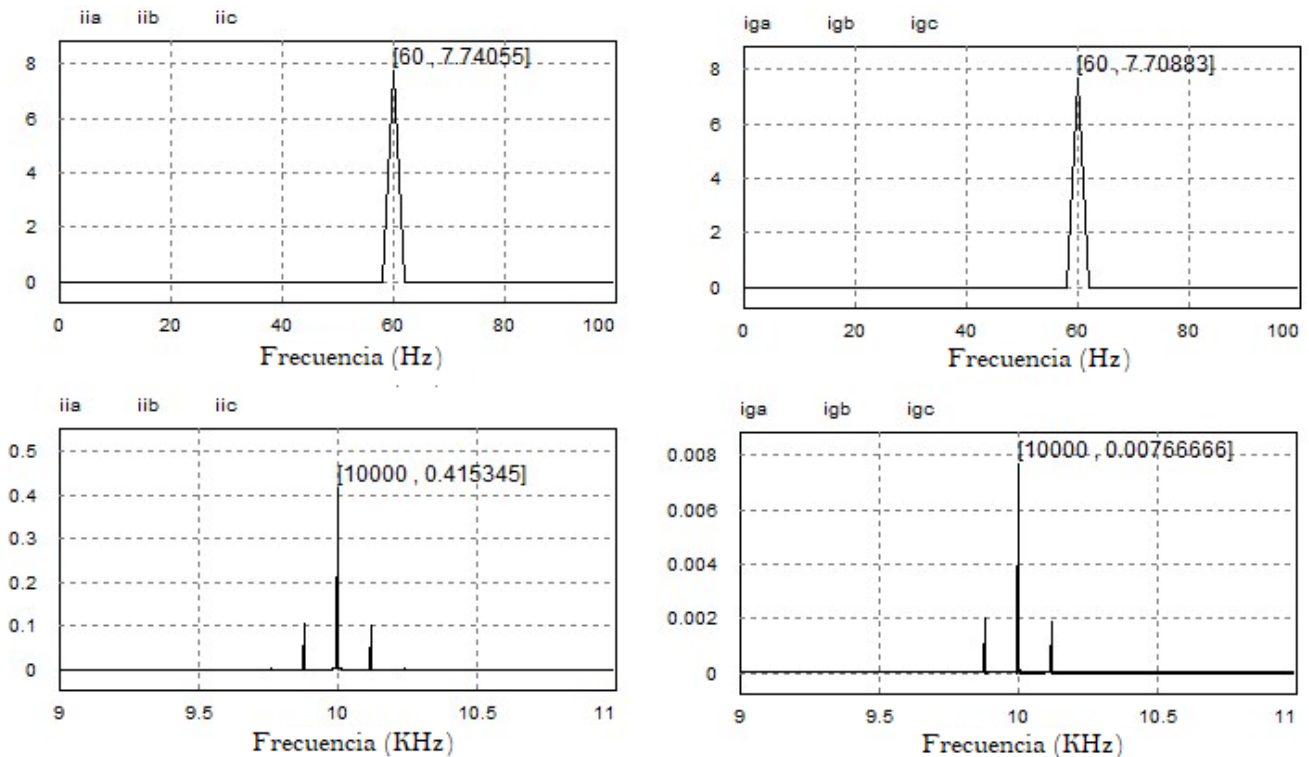 iia iib iic
[60 , 7.74055]
8
6
4
2
0
0 20 40 60 80 100
Frecuencia (Hz)
iga igb igc
[60 , 7.70883]
8
6
4
2
0
0 20 40 60 80 100
Frecuencia (Hz)
iia iib iic
0.5
[10000 , 0.415345]
0.4
0.3
0.2
0.1
0
9 9.5 10 10.5 11
Frecuencia (KHz)
iga igb igc
[10000 , 0.00766666]
0.008
0.006
0.004
0.002
0
9 9.5 10 10.5 11
Frecuencia (KHz)